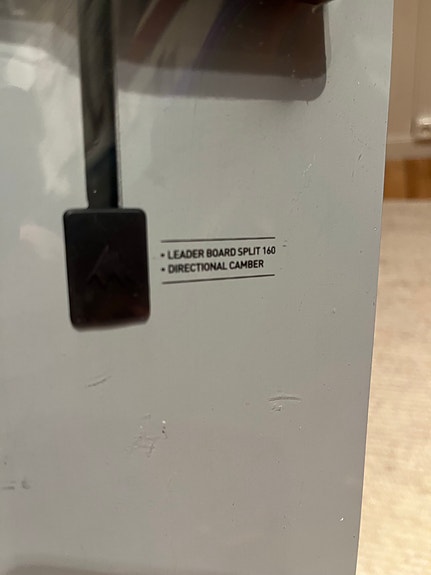 • LEADER BOARD SPLIT 160
• DIRECTIONAL CAMBER